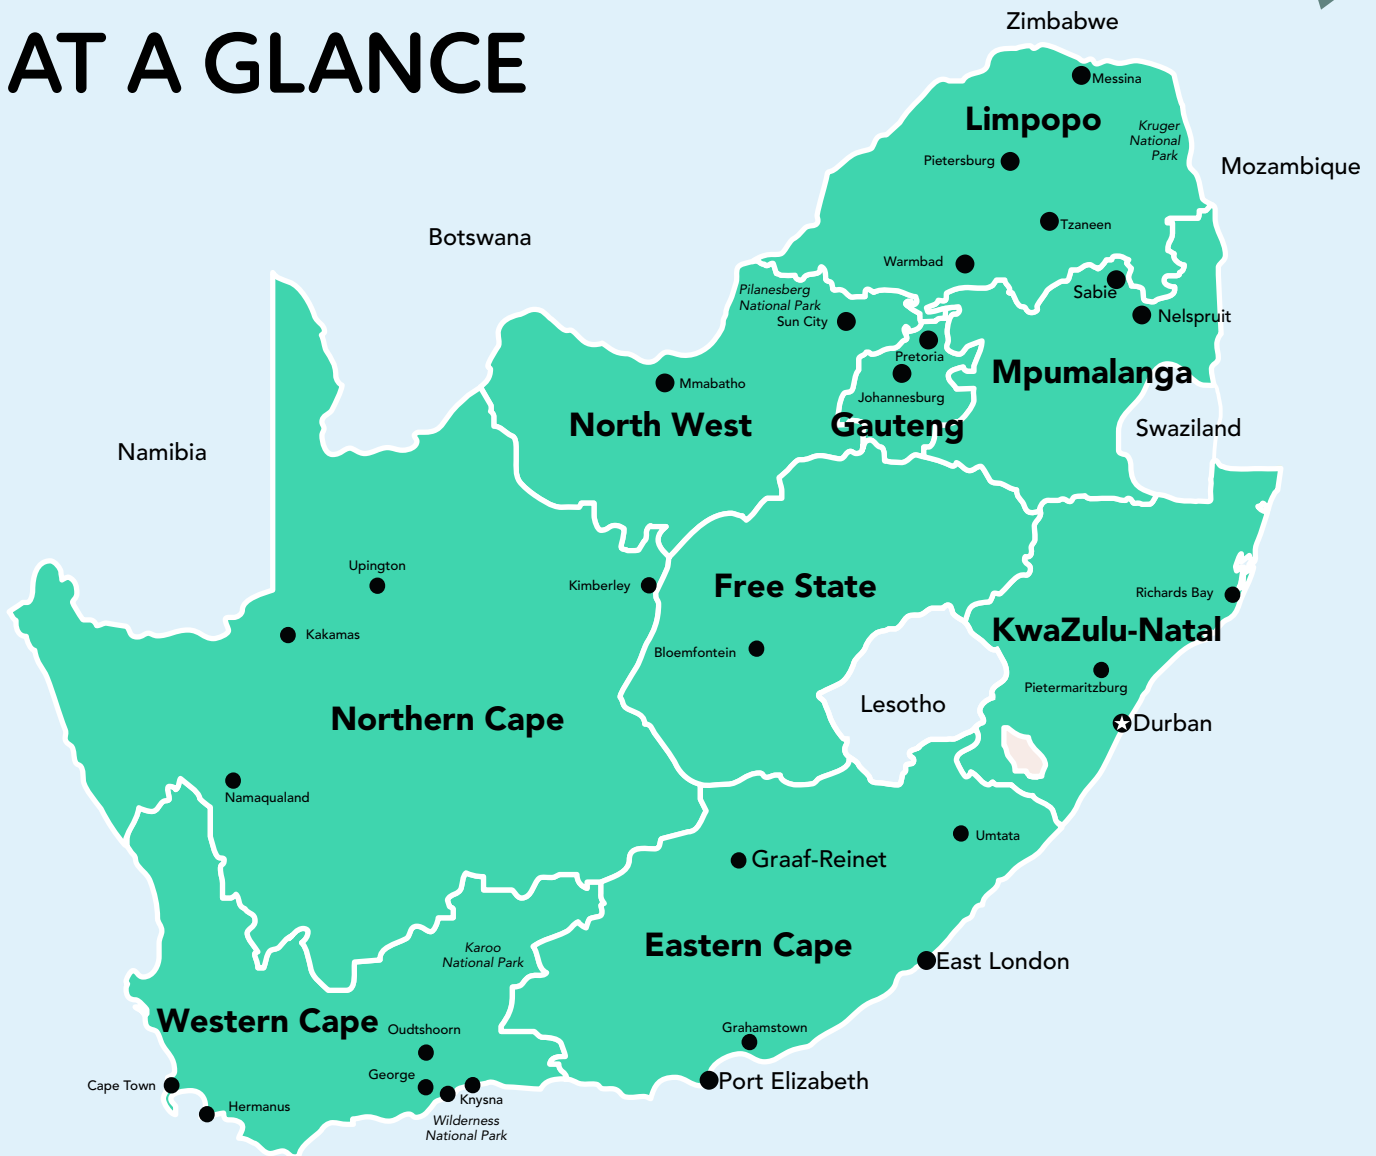 Zimbabwe
AT A GLANCE
Messina
Limpopo
Kruger
National
Park
Pietersburg
Mozambique
Tzaneen
Botswana
Warmbad
Pilanesberg
National Park
Sabie
Sun City
Nelspruit
Pretoria
Mpumalanga
Mmabatho
Johannesburg
North West
Gauteng
Swaziland
Namibia
Upington
Kimberley
Free State
Richards Bay
KwaZulu-Natal
Kakamas
Bloemfontein
Pietermaritzburg
Lesotho
Northern Cape
Durban
Namaqualand
Umtata
Graaf-Reinet
Karoo
National Park
Eastern Cape
East London
Western Cape
Oudtshoorn
Grahamstown
George
Port Elizabeth
Cape Town
Knysna
Hermanus
Wilderness
National Park